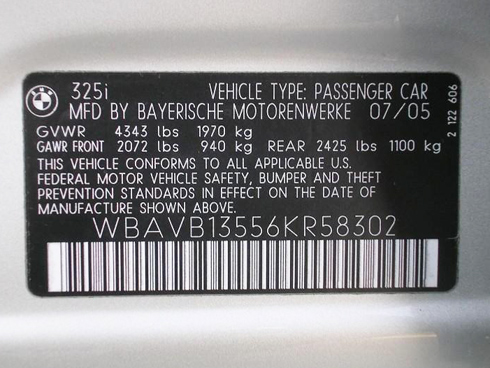 BMW 325i VEHICLE TYPE: PASSENGER CAR
MFD BY BAYERISCHE MOTORENWERKE 07/05
GVWR 4343 lbs 1970 kg
GAWR FRONT 2072 lbs 940 kg REAR 2425 lbs 1100 kg
THIS VEHICLE CONFORMS TO ALL APPLICABLE U.S.
FEDERAL MOTOR VEHICLE SAFETY, BUMPER AND THEFT
PREVENTION STANDARDS IN EFFECT ON THE DATE OF
MANUFACTURE SHOWN ABOVE.
WBAVB13556KR58302
2 122 606